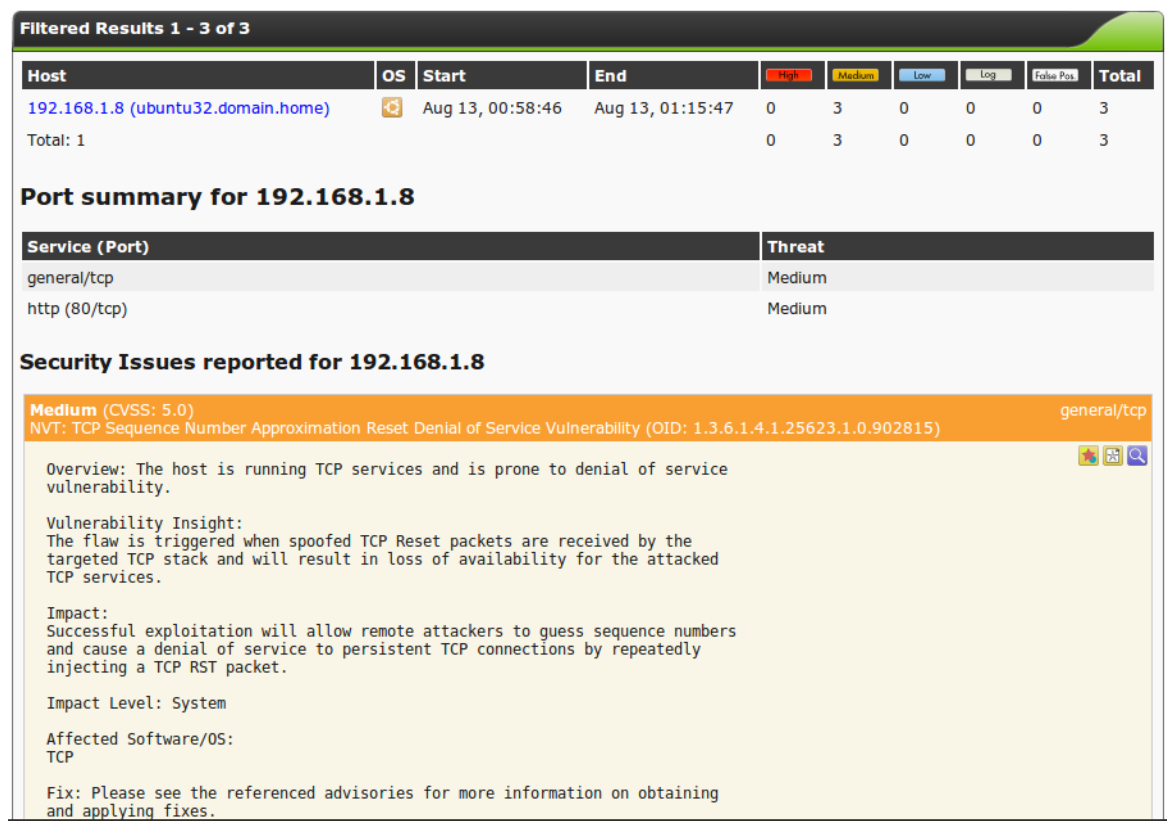 Filtered Results 1 - 3 of 3
Host OS Start End High Medium Low Log False Pos. Total
192.168.1.8 (ubuntu32.domain.home) Aug 13, 00:58:46 Aug 13, 01:15:47 0 3 0 0 0 3
Total: 1 0 3 0 0 0 3
Port summary for 192.168.1.8
Service (Port) Threat
general/tcp Medium
http (80/tcp) Medium
Security Issues reported for 192.168.1.8
Medium (CVSS: 5.0) general/tcp
NVT: TCP Sequence Number Approximation Reset Denial of Service Vulnerability (OID: 1.3.6.1.4.1.25623.1.0.902815)
Overview: The host is running TCP services and is prone to denial of service
vulnerability.
Vulnerability Insight:
The flaw is triggered when spoofed TCP Reset packets are received by the
targeted TCP stack and will result in loss of availability for the attacked
TCP services.
Impact:
Successful exploitation will allow remote attackers to guess sequence numbers
and cause a denial of service to persistent TCP connections by repeatedly
injecting a TCP RST packet.
Impact Level: System
Affected Software/OS:
TCP
Fix: Please see the referenced advisories for more information on obtaining
and applying fixes.